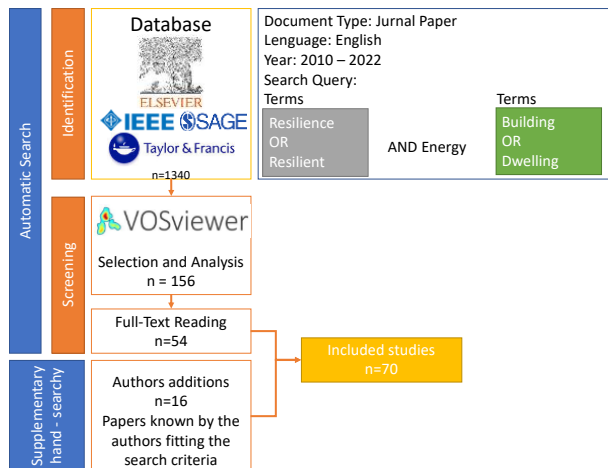 Automatic Search
Identification
Database
ELSEVIER
IEEE
SAGE
Taylor & Francis
n=1340
Document Type: Jurnal Paper
Lenguage: English
Year: 2010 – 2022
Search Query:
Terms
Resilience
OR
Resilient
AND Energy
Terms
Building
OR
Dwelling
Screening
VOSviewer
Selection and Analysis
n = 156
Full-Text Reading
n=54
Included studies
n=70
Supplementary
hand - searchy
Authors additions
n=16
Papers known by the
authors fitting the
search criteria